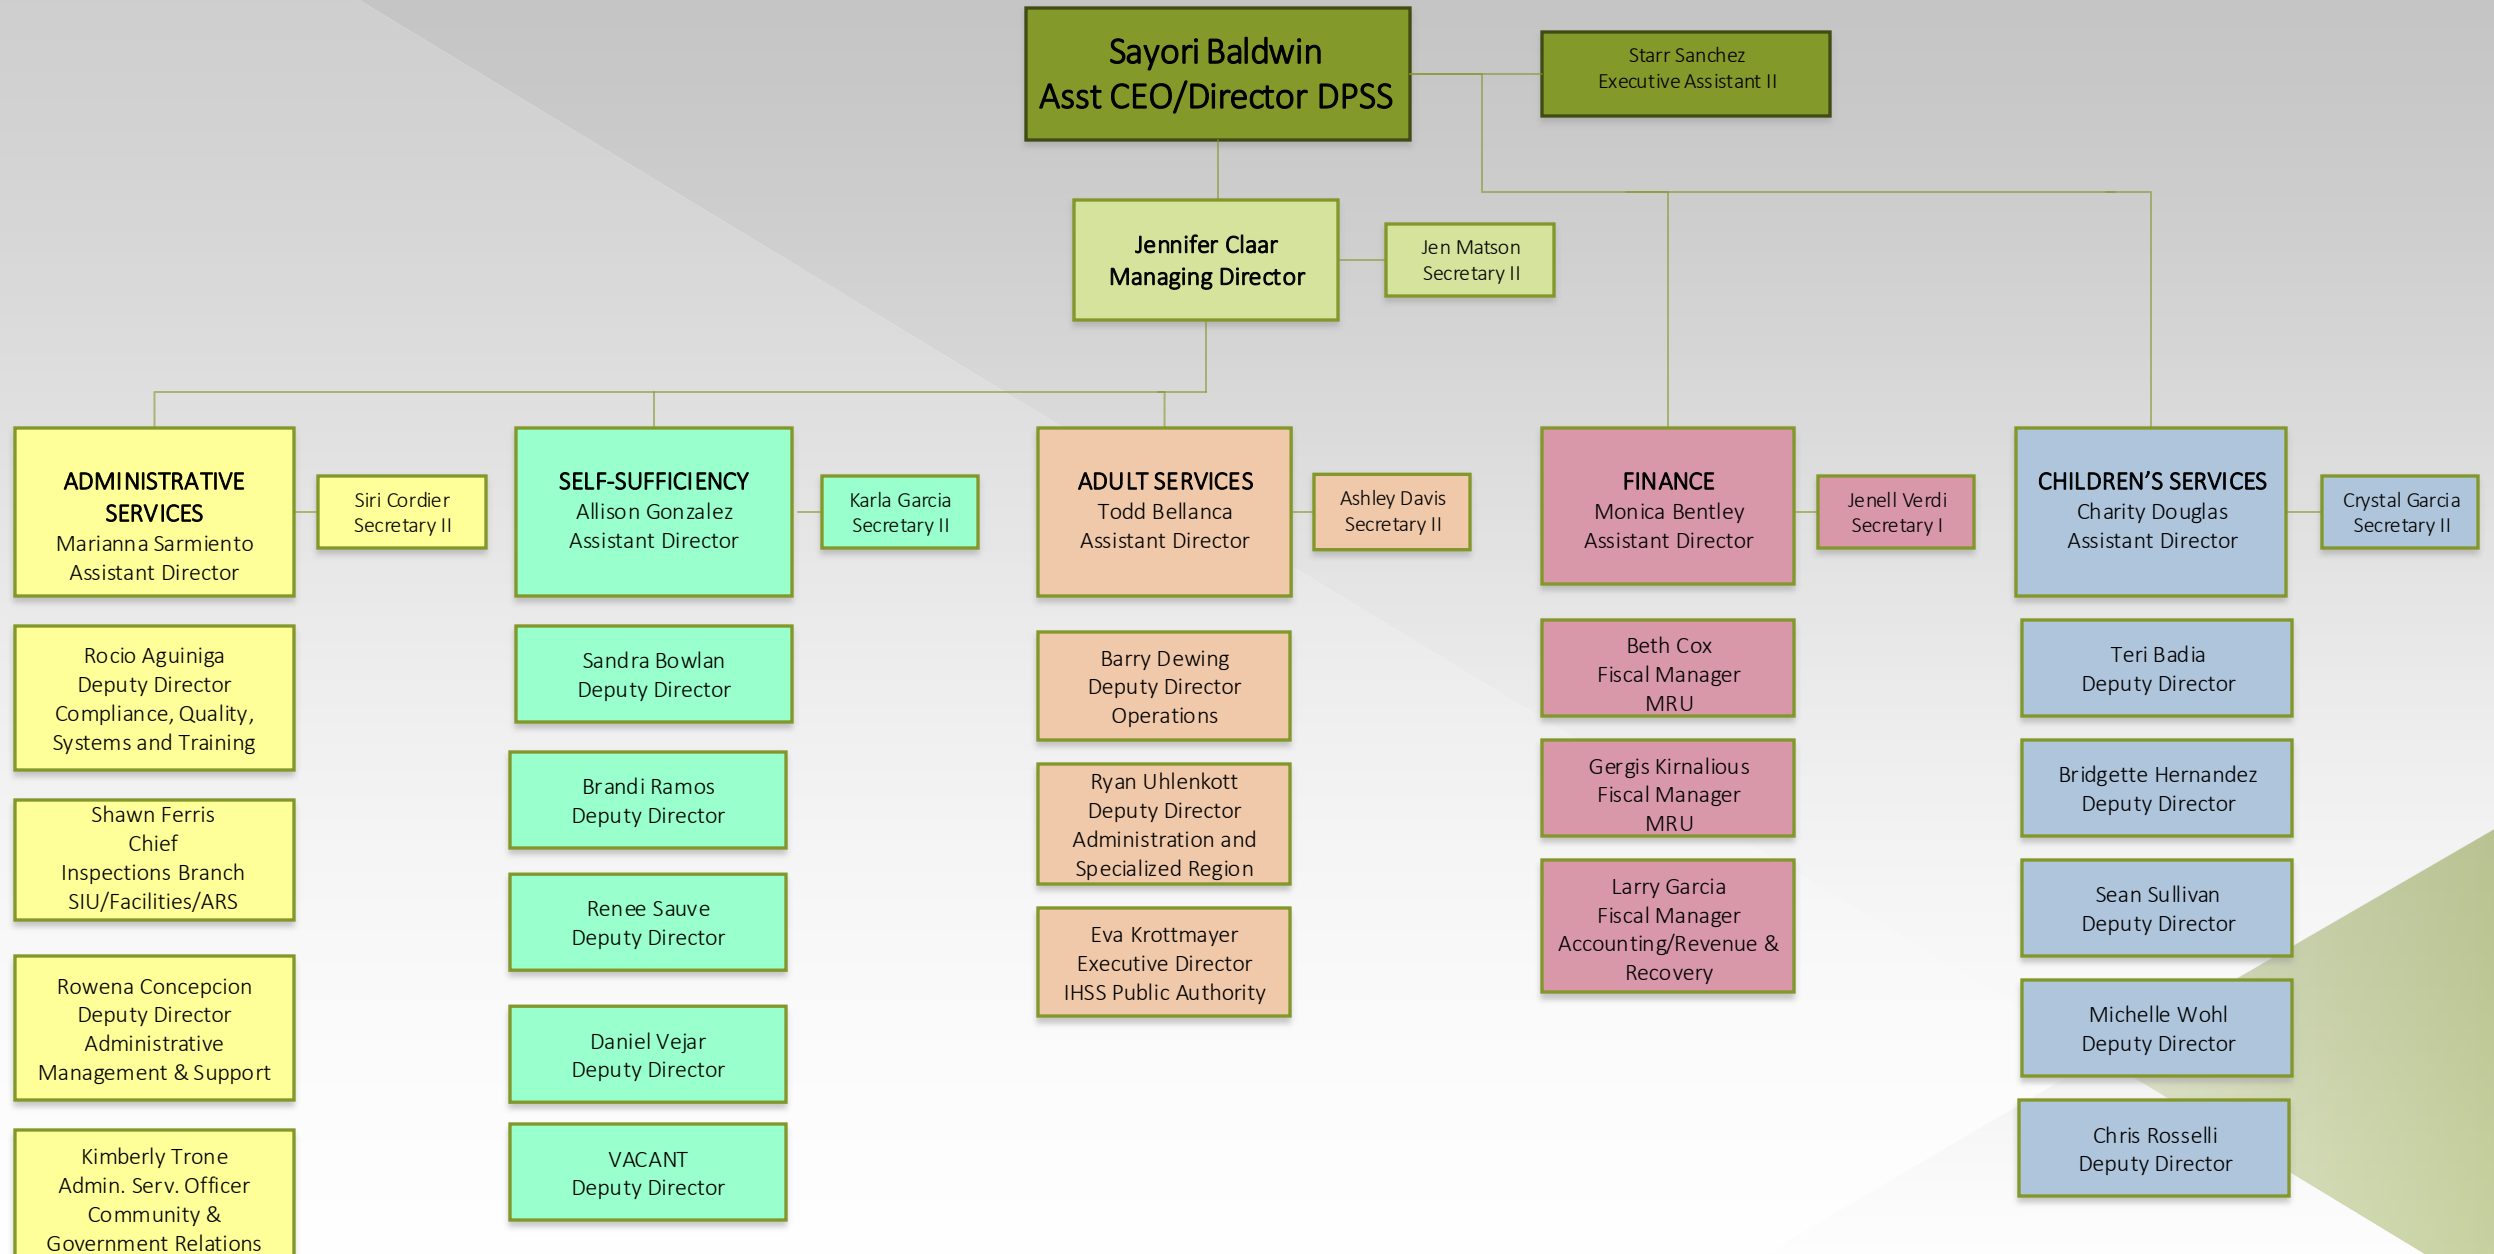 Sayori Baldwin
Asst CEO/Director DPSS
Starr Sanchez
Executive Assistant II
Jennifer Claar
Managing Director
Jen Matson
Secretary II
ADMINISTRATIVE
SERVICES
Marianna Sarmiento
Assistant Director
Siri Cordier
Secretary II
Rocio Aguiniga
Deputy Director
Compliance, Quality,
Systems and Training
Shawn Ferris
Chief
Inspections Branch
SIU/Facilities/ARS
Rowena Concepcion
Deputy Director
Administrative
Management & Support
Kimberly Trone
Admin. Serv. Officer
Community &
Government Relations
SELF-SUFFICIENCY
Allison Gonzalez
Assistant Director
Karla Garcia
Secretary II
Sandra Bowlan
Deputy Director
Brandi Ramos
Deputy Director
Renee Sauve
Deputy Director
Daniel Vejar
Deputy Director
VACANT
Deputy Director
ADULT SERVICES
Todd Bellanca
Assistant Director
Ashley Davis
Secretary II
Barry Dewing
Deputy Director
Operations
Ryan Uhlenkott
Deputy Director
Administration and
Specialized Region
Eva Krottmayer
Executive Director
IHSS Public Authority
FINANCE
Monica Bentley
Assistant Director
Jenell Verdi
Secretary I
Beth Cox
Fiscal Manager
MRU
Gergis Kirnalious
Fiscal Manager
MRU
Larry Garcia
Fiscal Manager
Accounting/Revenue &
Recovery
CHILDREN’S SERVICES
Charity Douglas
Assistant Director
Crystal Garcia
Secretary II
Teri Badia
Deputy Director
Bridgette Hernandez
Deputy Director
Sean Sullivan
Deputy Director
Michelle Wohl
Deputy Director
Chris Rosselli
Deputy Director